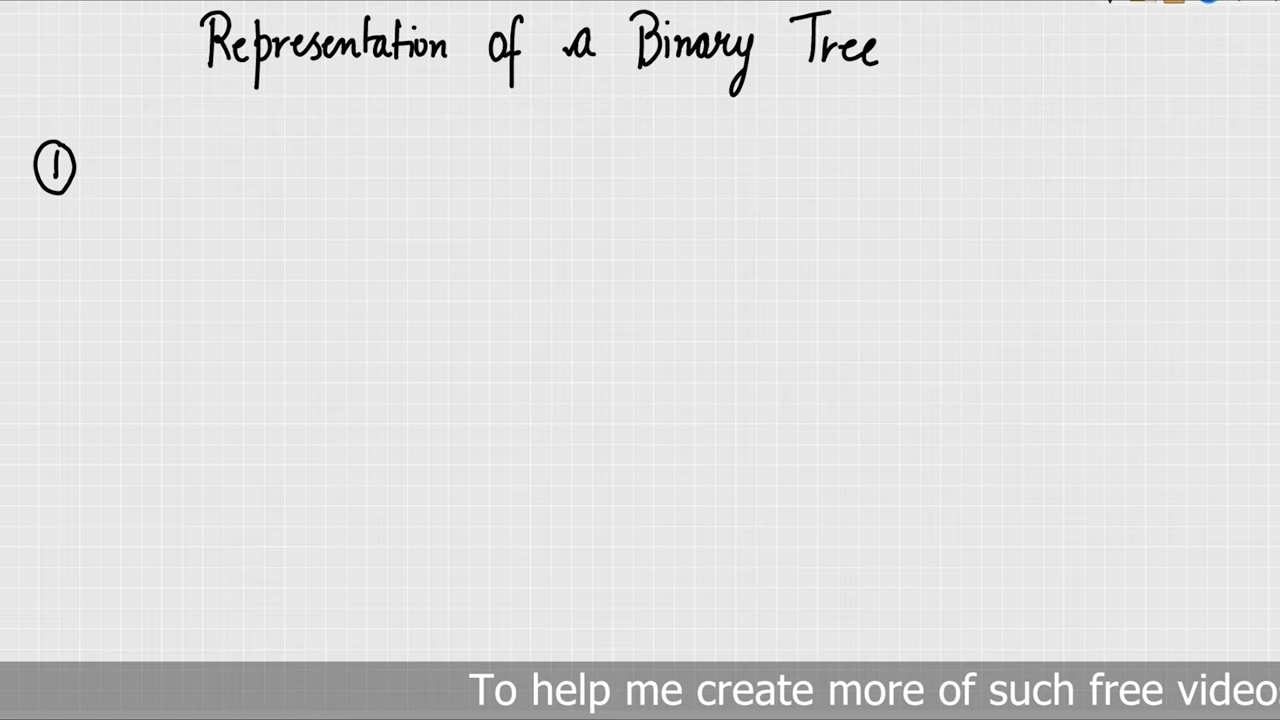 Representation of a Binary Tree
①
To help me create more of such free video